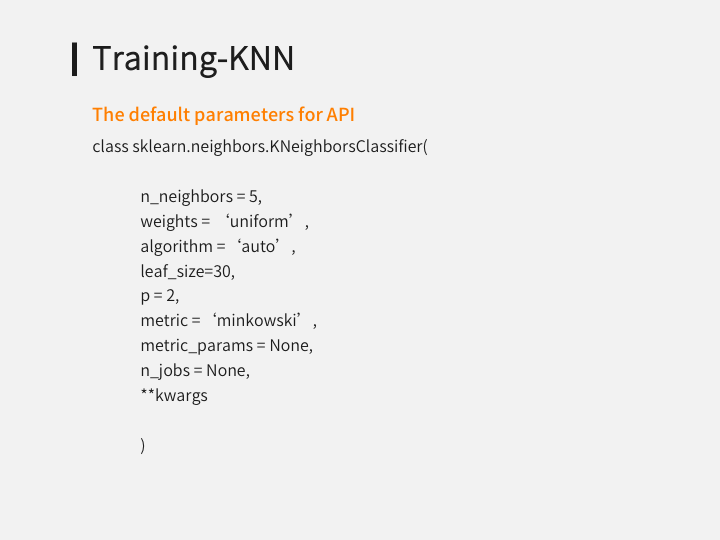 Training-KNN
The default parameters for API
class sklearn.neighbors.KNeighborsClassifier(
n_neighbors = 5,
weights = ‘uniform’,
algorithm = ‘auto’,
leaf_size=30,
p = 2,
metric = ‘minkowski’,
metric_params = None,
n_jobs = None,
**kwargs
)